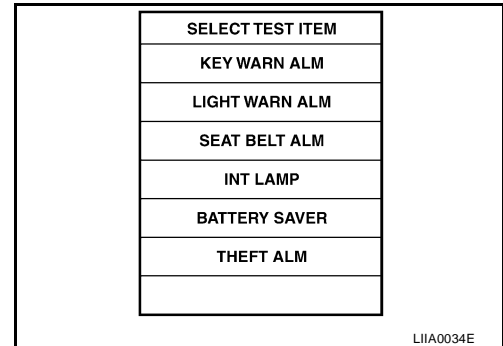 SELECT TEST ITEM
KEY WARN ALM
LIGHT WARN ALM
SEAT BELT ALM
INT LAMP
BATTERY SAVER
THEFT ALM
LIIA0034E